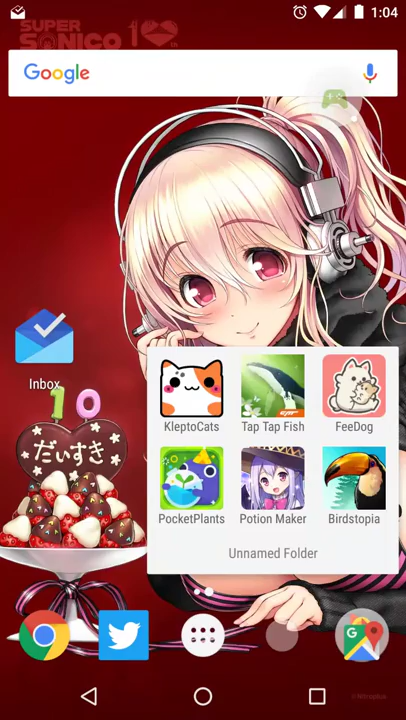 1:04
SUPER
SONICO 10th
Google
Inbox
10
だいすき
KleptoCats
Tap Tap Fish
FeeDog
PocketPlants
Potion Maker
Birdstopia
Unnamed Folder